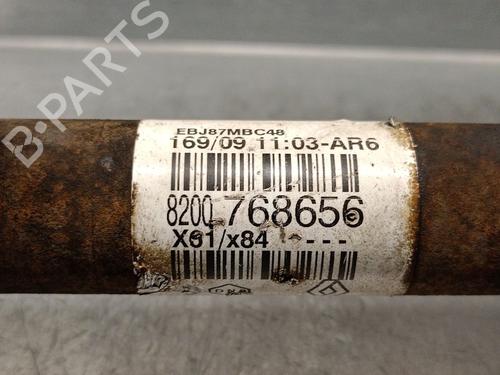 B-PARTS
EBJ87MBC48
169/09 11:03-AR6
8200 768656
X61/x84 - - - -